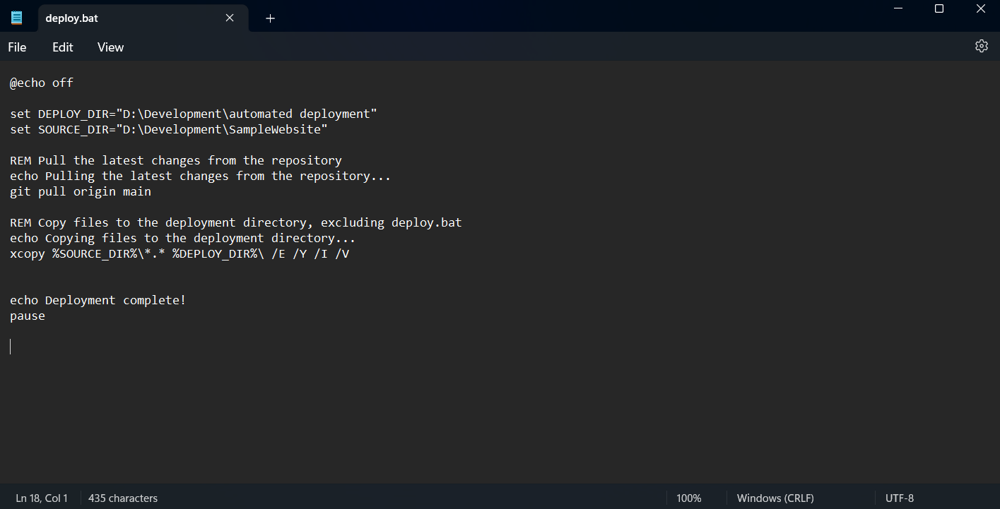 deploy.bat
File Edit View
@echo off
set DEPLOY_DIR="D:\Development\automated deployment"
set SOURCE_DIR="D:\Development\SampleWebsite"
REM Pull the latest changes from the repository
echo Pulling the latest changes from the repository...
git pull origin main
REM Copy files to the deployment directory, excluding deploy.bat
echo Copying files to the deployment directory...
xcopy %SOURCE_DIR%\*.* %DEPLOY_DIR%\ /E /Y /I /V
echo Deployment complete!
pause
Ln 18, Col 1 435 characters 100% Windows (CRLF) UTF-8